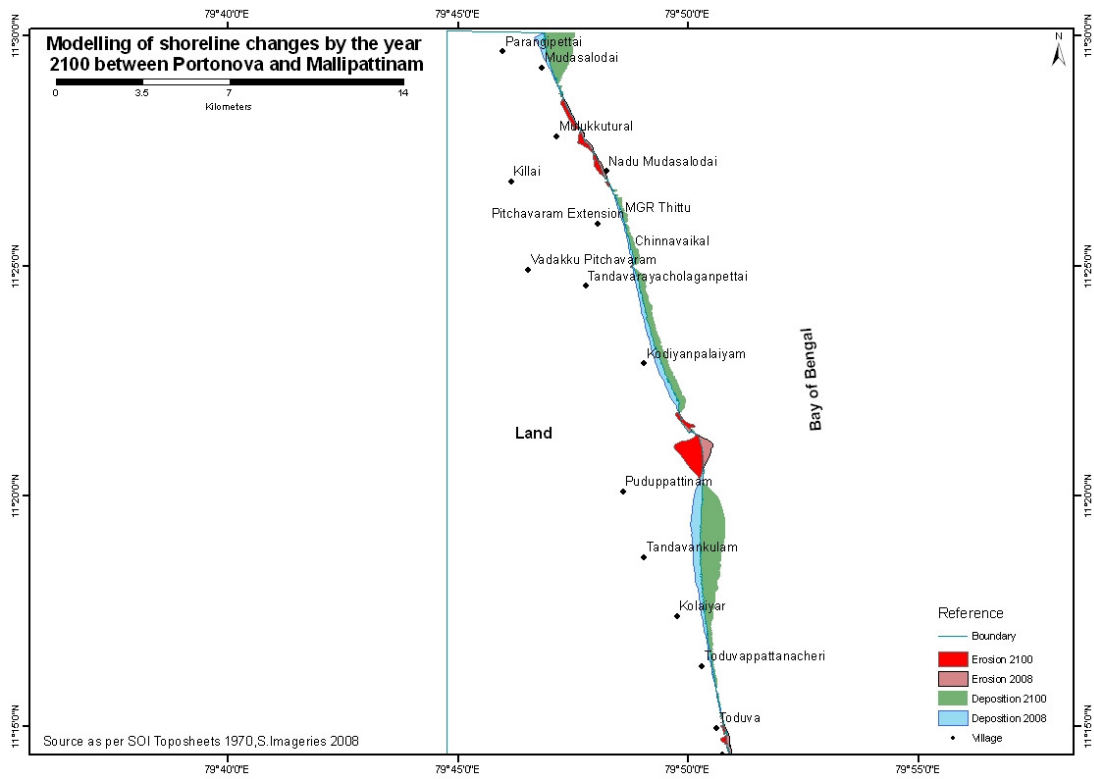 79°40'0"E 79°45'0"E 79°50'0"E
11°30'0"N 11°30'0"N
Modelling of shoreline changes by the year
2100 between Portonova and Mallipattinam
0 3.5 7 14
Kilometers
N
Parangipettai
Mudasalodai
Mulukkutural
Nadu Mudasalodai
Killai
MGR Thittu
Pitchavaram Extension
Chinnavaikal
Vadakku Pitchavaram
11°25'0"N 11°25'0"N
Tandavarayacholaganpettai
Kodiyanpalaiyam
Bay of Bengal
Land
Puduppattinam
11°20'0"N 11°20'0"N
Tandavankulam
Kolaiyar
Toduvappattanacheri
Toduva
Reference
Boundary
Erosion 2100
Erosion 2008
Deposition 2100
Deposition 2008
Village
11°15'0"N 11°15'0"N
Source as per SOI Toposheets 1970,S.Imageries 2008
79°40'0"E 79°45'0"E 79°50'0"E 79°55'0"E